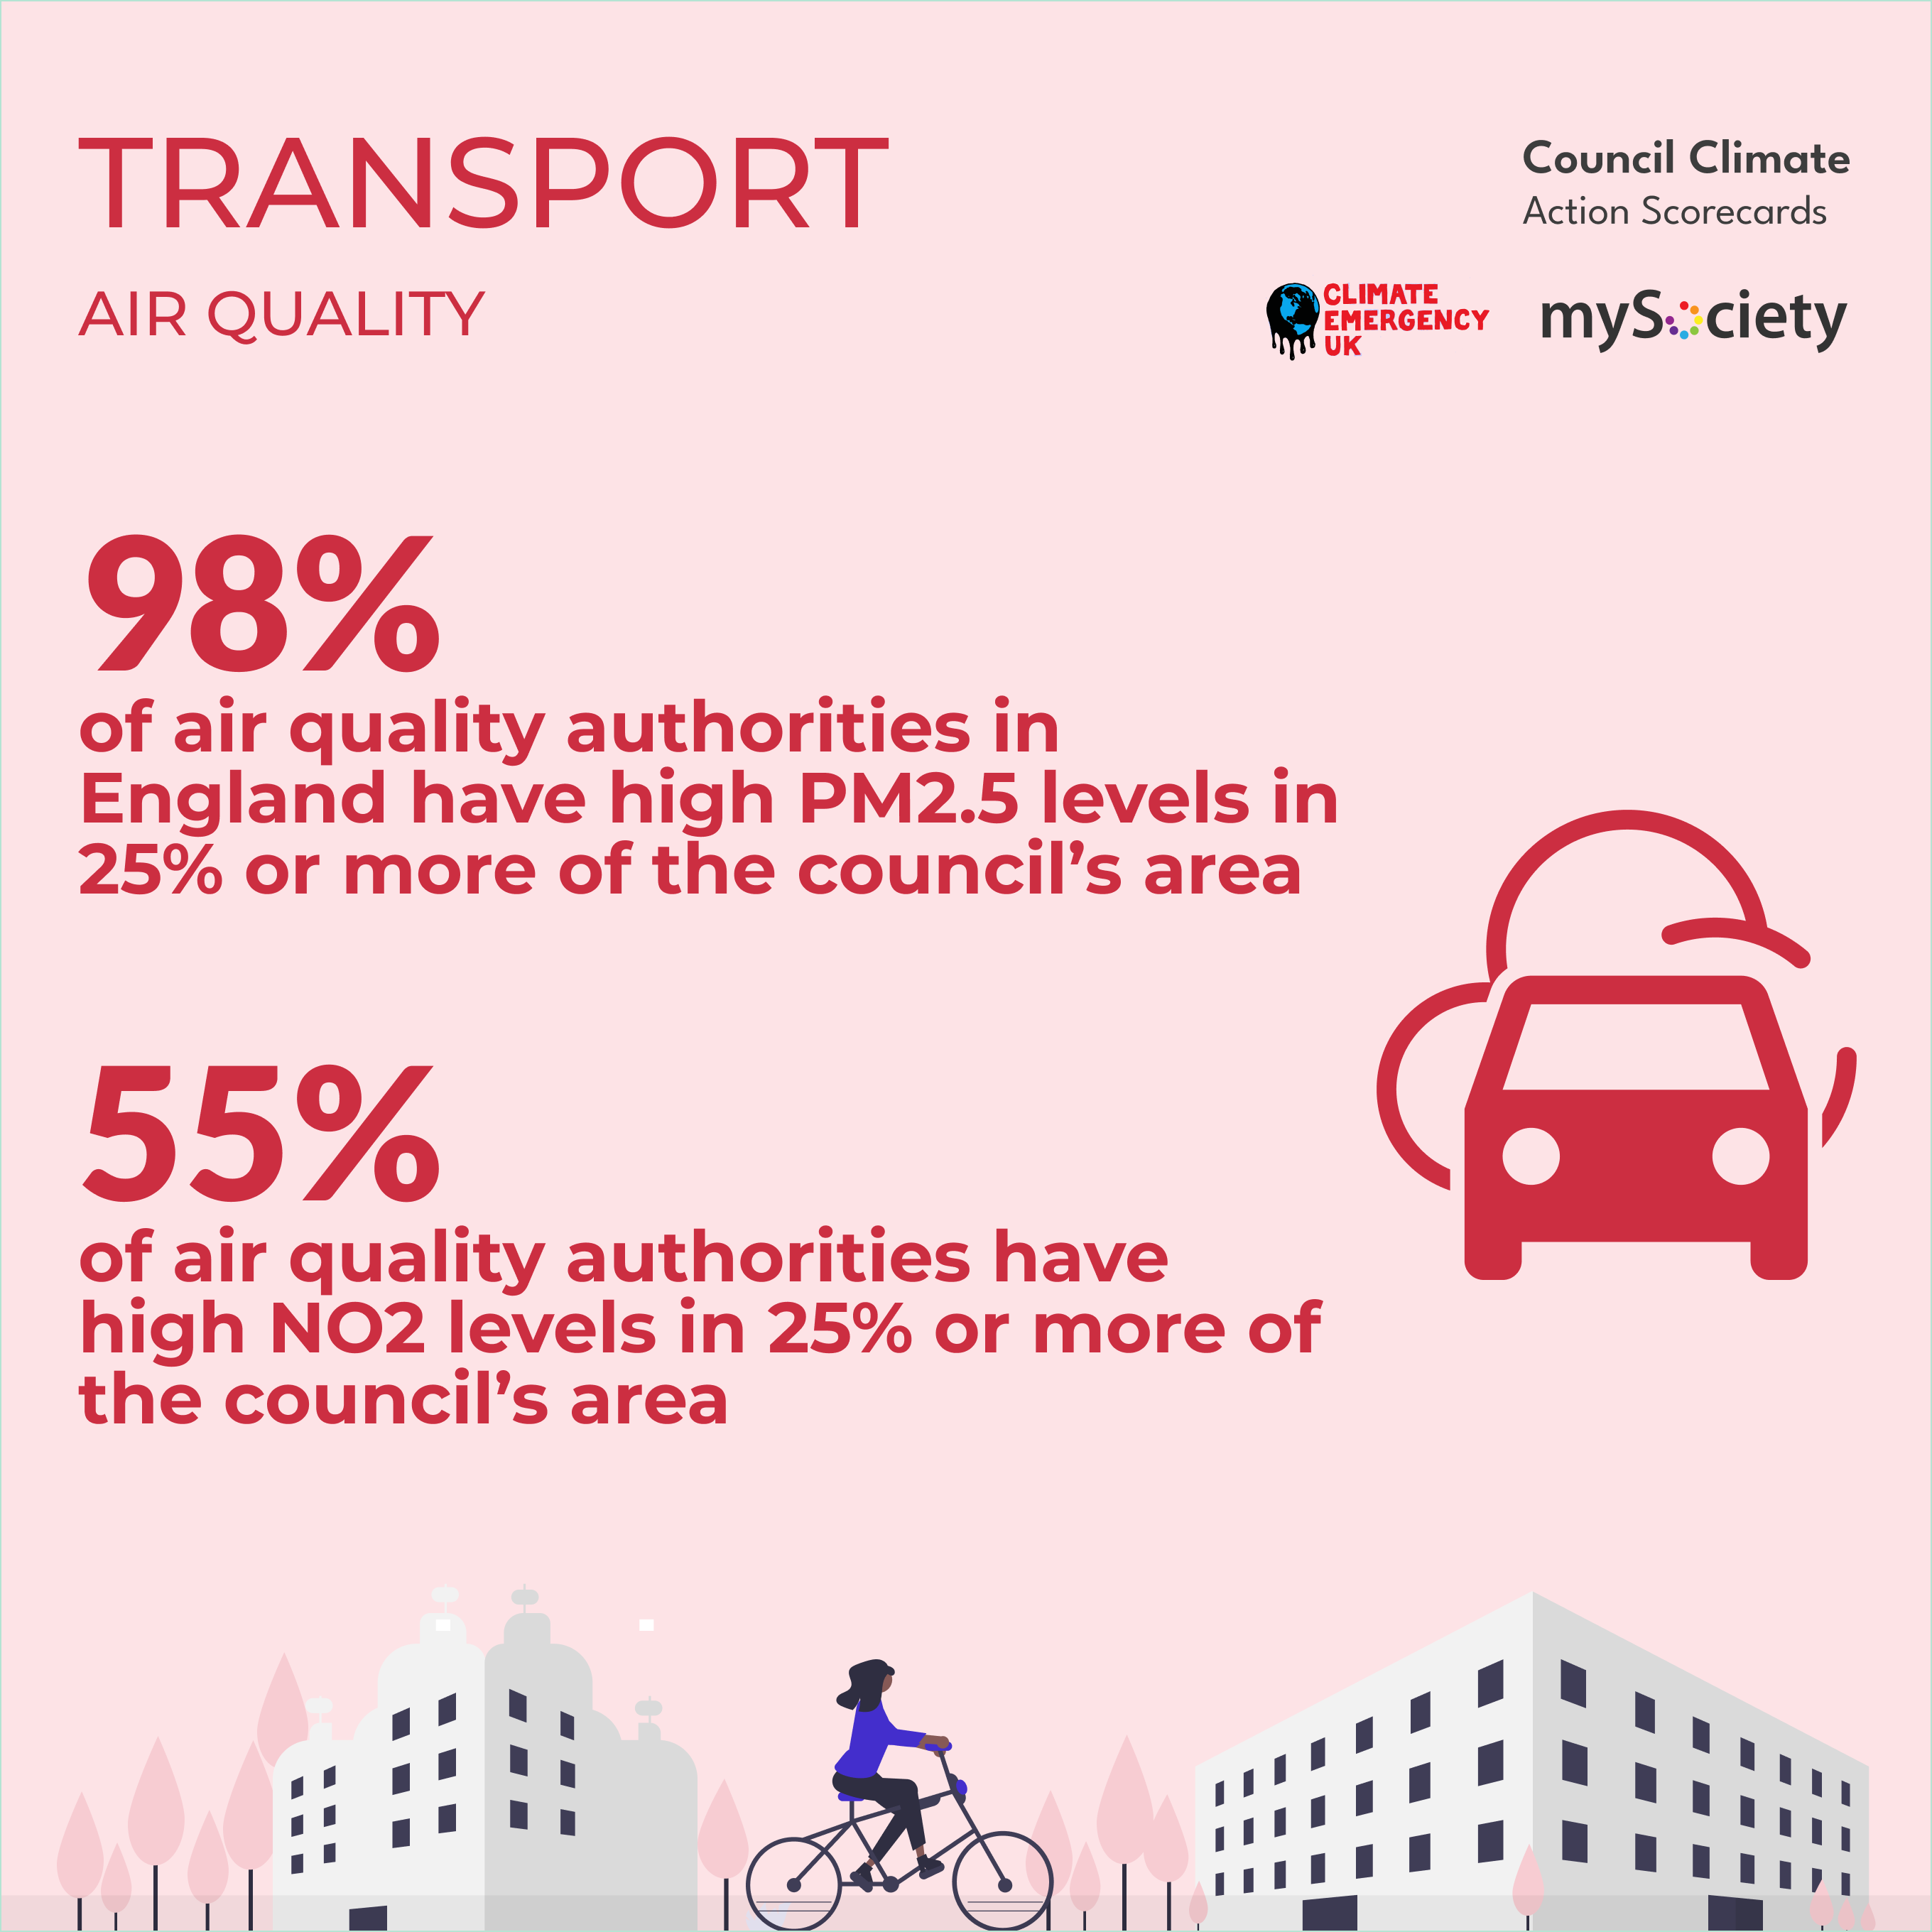 TRANSPORT
AIR QUALITY
Council Climate
Action Scorecards
CLIMATE
EMERGENCY
UK
mySociety
98%
of air quality authorities in
England have high PM2.5 levels in
25% or more of the council's area
55%
of air quality authorities have
high NO2 levels in 25% or more of
the council's area